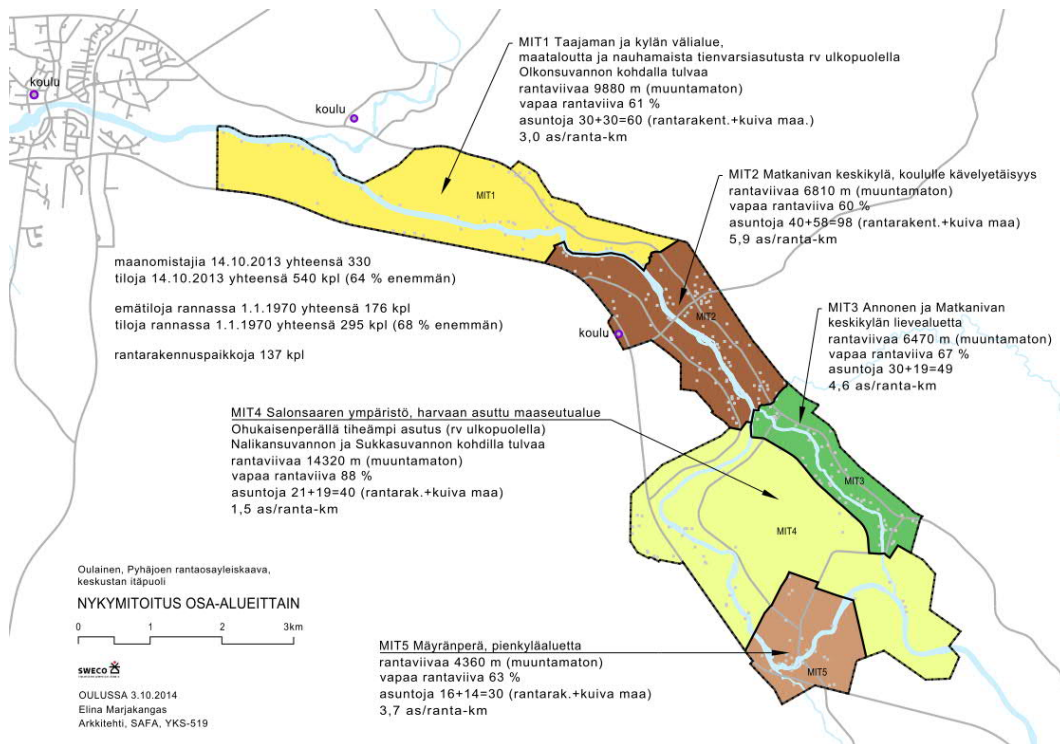 koulu
koulu
MIT1 Taajaman ja kylän välialue,
maataloutta ja nauhamaista tienvarsiasutusta rv ulkopuolella
Olkonsuvannon kohdalla tulvaa
rantaviivaa 9880 m (muuntamaton)
vapaa rantaviiva 61 %
asuntoja 30+30=60 (rantarakent.+kuiva maa.)
3,0 as/ranta-km
MIT1
MIT2 Matkanivan keskikylä, koululle kävelyetäisyys
rantaviivaa 6810 m (muuntamaton)
vapaa rantaviiva 60 %
asuntoja 40+58=98 (rantarakent.+kuiva maa)
5,9 as/ranta-km
maanomistajia 14.10.2013 yhteensä 330
tiloja 14.10.2013 yhteensä 540 kpl (64 % enemmän)
emätiloja rannassa 1.1.1970 yhteensä 176 kpl
tiloja rannassa 1.1.1970 yhteensä 295 kpl (68 % enemmän)
rantarakennuspaikkoja 137 kpl
MIT2
koulu
MIT3 Annonen ja Matkanivan
keskikylän lievealuetta
rantaviivaa 6470 m (muuntamaton)
vapaa rantaviiva 67 %
asuntoja 30+19=49
4,6 as/ranta-km
MIT4 Salonsaaren ympäristö, harvaan asuttu maaseutualue
Ohukaisenperällä tiheämpi asutus (rv ulkopuolella)
Nalikansuvannon ja Sukkasuvannon kohdilla tulvaa
rantaviivaa 14320 m (muuntamaton)
vapaa rantaviiva 88 %
asuntoja 21+19=40 (rantarak.+kuiva maa)
1,5 as/ranta-km
MIT3
MIT4
Oulainen, Pyhäjoen rantaosayleiskaava,
keskustan itäpuoli
NYKYMITOITUS OSA-ALUEITTAIN
0 1 2 3km
MIT5 Mäyränperä, pienkyläaluetta
rantaviivaa 4360 m (muuntamaton)
vapaa rantaviiva 63 %
asuntoja 16+14=30 (rantarak.+kuiva maa)
3,7 as/ranta-km
MIT5
SWECO
OULUSSA 3.10.2014
Elina Marjakangas
Arkkitehti, SAFA, YKS-519